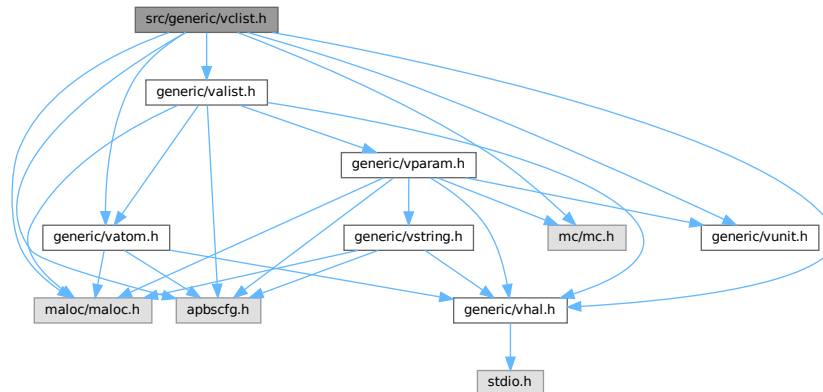 src/generic/vclist.h
generic/valist.h
generic/vparam.h
generic/vatom.h
generic/vstring.h
mc/mc.h
generic/vunit.h
maloc/maloc.h
apbscfg.h
generic/vhal.h
stdio.h